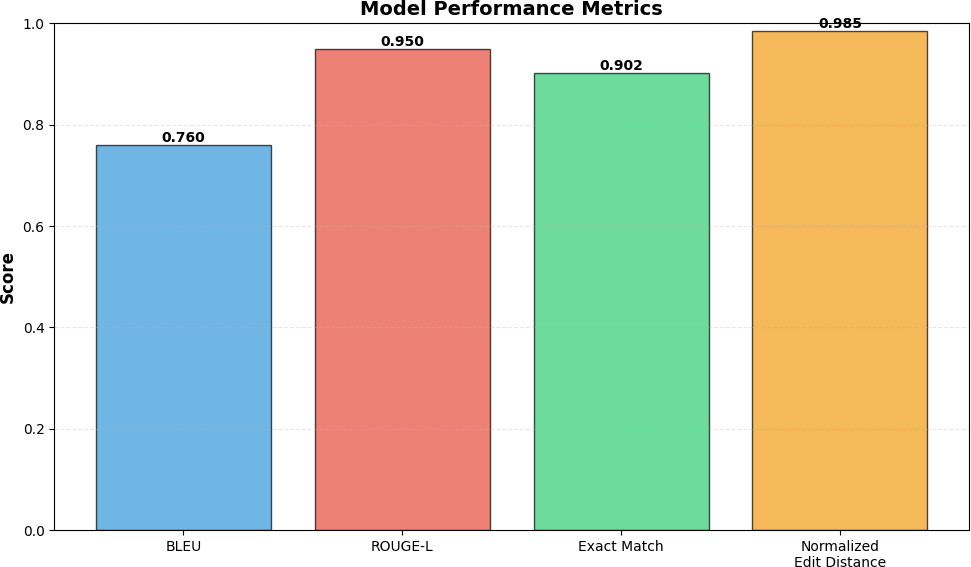 Model Performance Metrics
Score
1.0
0.8
0.6
0.4
0.2
0.0
0.760
0.950
0.902
0.985
BLEU
ROUGE-L
Exact Match
Normalized
Edit Distance